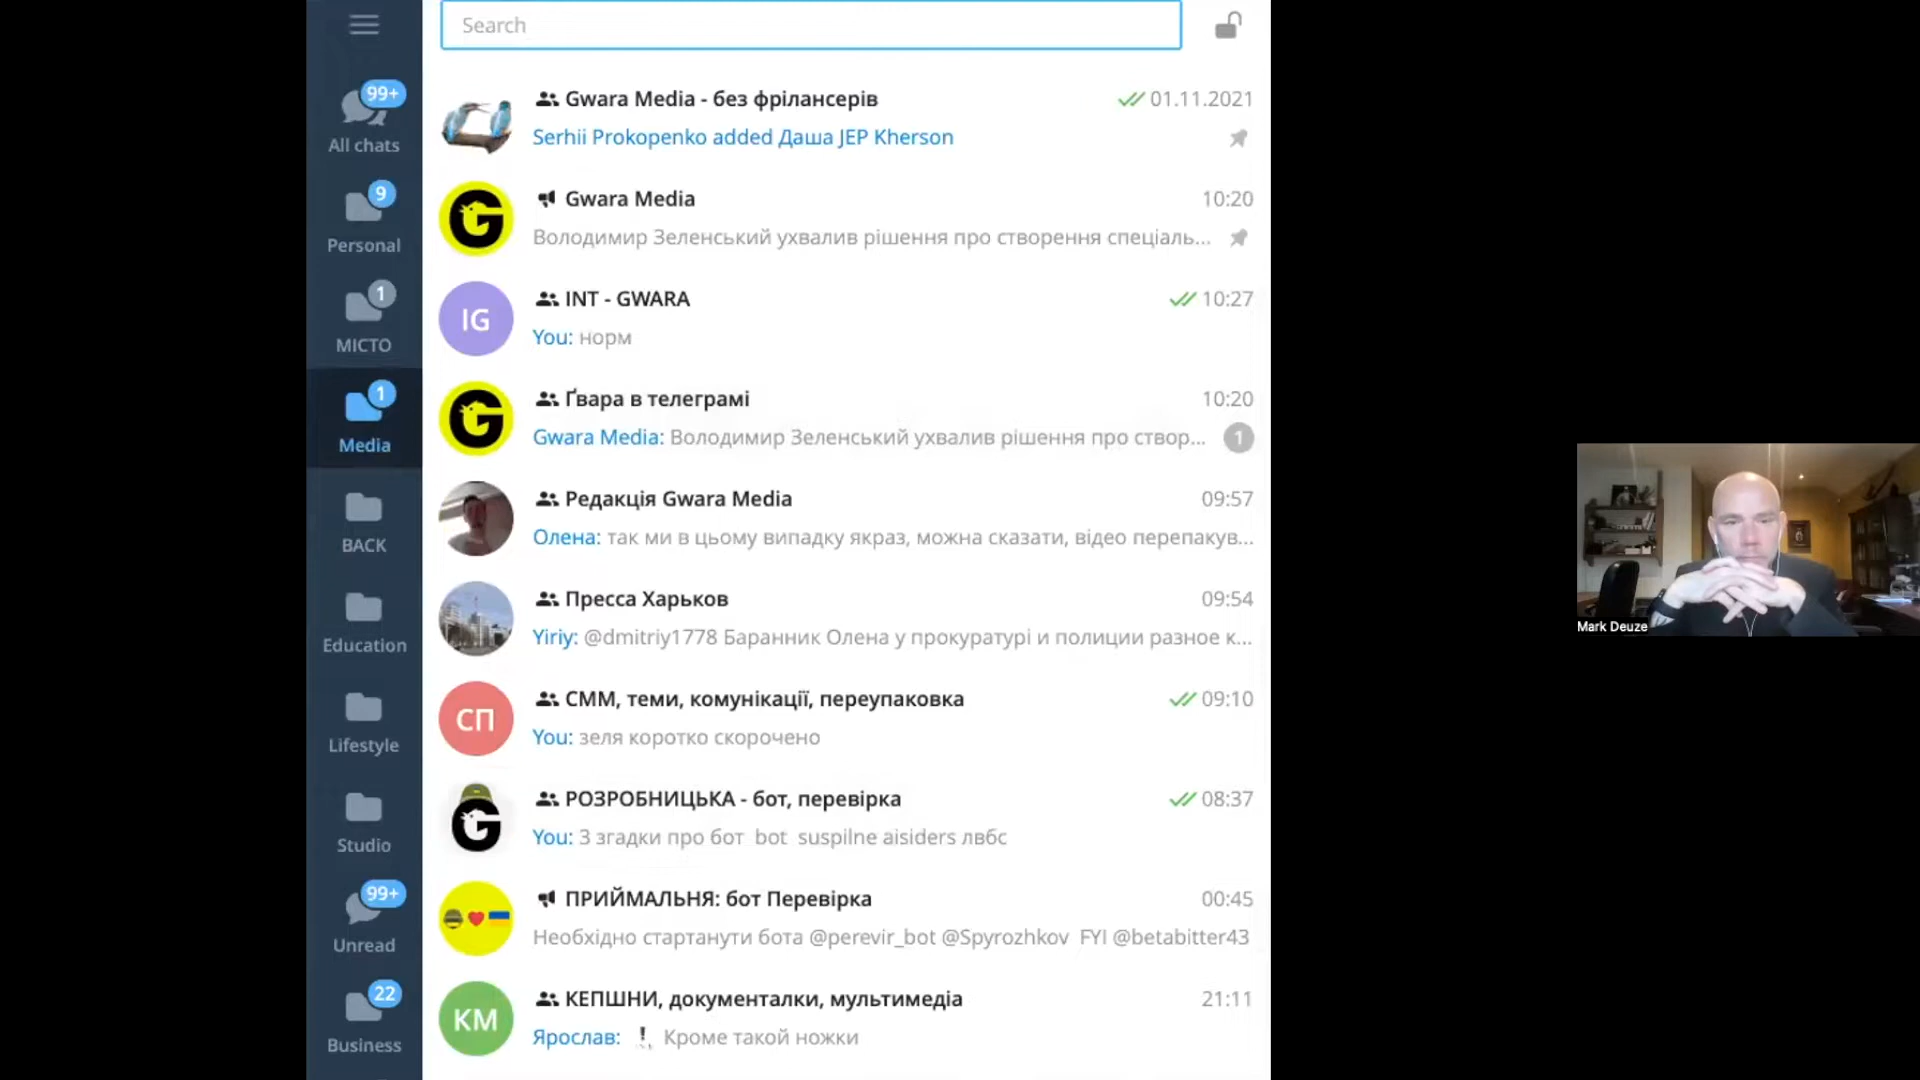 Search
99+
All chats
9
Personal
1
МІСТО
1
Media
BACK
Education
Lifestyle
Studio
99+
Unread
22
Business
Gwara Media - без фрілансерів 01.11.2021
Serhii Prokopenko added Даша JEP Kherson
G
Gwara Media 10:20
Володимир Зеленський ухвалив рішення про створення спеціаль...
IG
INT - GWARA 10:27
You: норм
G
Ґвара в телеграмі 10:20
Gwara Media: Володимир Зеленський ухвалив рішення про створ... 1
Редакція Gwara Media 09:57
Олена: так ми в цьому випадку якраз, можна сказати, відео перепакув...
Пресса Харьков 09:54
Yiriy: @dmitriy1778 Баранник Олена у прокуратурі и полиции разное к...
СП
СММ, теми, комунікації, переупаковка 09:10
You: зеля коротко скорочено
G
РОЗРОБНИЦЬКА - бот, перевірка 08:37
You: 3 згадки про бот bot suspilne aisiders лвбс
ПРИЙМАЛЬНЯ: бот Перевірка 00:45
Необхідно стартанути бота @perevir_bot @Spyrozhkov FYI @betabitter43
КМ
КЕПШНИ, документалки, мультимедіа 21:11
Ярослав: Кроме такой ножки
Mark Deuze